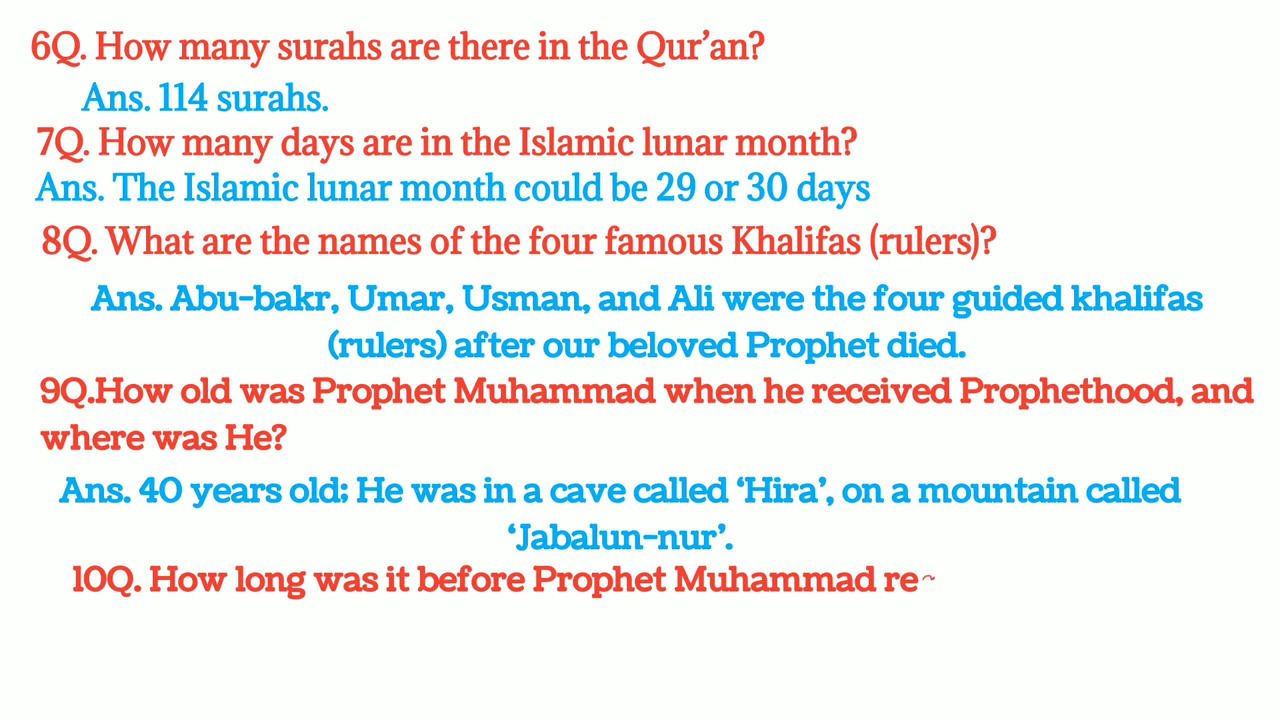 6Q. How many surahs are there in the Qur’an?
Ans. 114 surahs.
7Q. How many days are in the Islamic lunar month?
Ans. The Islamic lunar month could be 29 or 30 days
8Q. What are the names of the four famous Khalifas (rulers)?
Ans. Abu-bakr, Umar, Usman, and Ali were the four guided khalifas
(rulers) after our beloved Prophet died.
9Q.How old was Prophet Muhammad when he received Prophethood, and
where was He?
Ans. 40 years old; He was in a cave called ‘Hira’, on a mountain called
‘Jabalun-nur’.
10Q. How long was it before Prophet Muhammad re